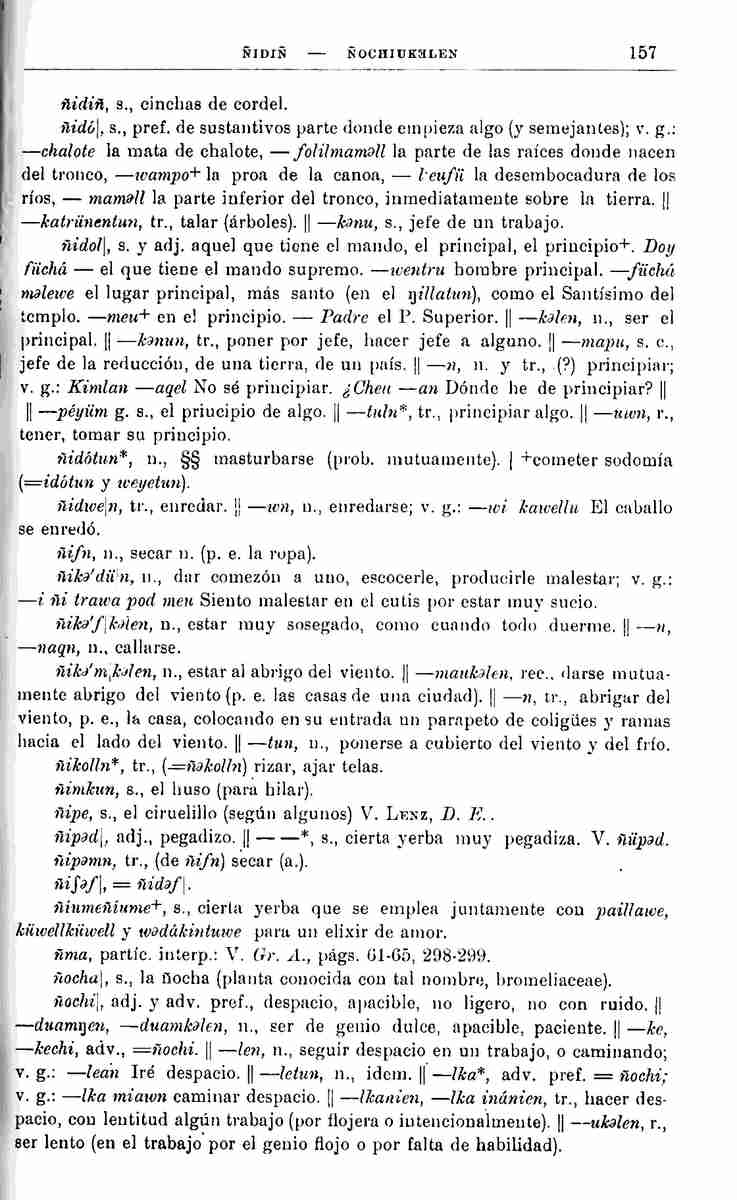 ÑIDIÑ — ÑOCHIUKƏLEN 157
ñidiñ, s., cinchas de cordel.
ñidó|, s., pref. de sustantivos parte donde empieza algo (y semejantes); v. g.:
—chalote la mata de chalote, — folilmaməll la parte de las raíces donde nacen
del tronco, —wampo+ la proa de la canoa, — l·eufü la desembocadura de los
ríos, — maməll la parte inferior del tronco, inmediatamente sobre la tierra. ||
—katrünentun, tr., talar (árboles). || —kənu, s., jefe de un trabajo.
ñidol|, s. y adj. aquel que tiene el mando, el principal, el principio+. Doy
füchá — el que tiene el mando supremo. —wentru hombre principal. —füchá
məlewe el lugar principal, más santo (en el ŋillatun), como el Santísimo del
templo. —meu+ en el principio. — Padre el P. Superior. || —kəlen, n., ser el
principal. || —kənun, tr., poner por jefe, hacer jefe a alguno. || —mapu, s. c.,
jefe de la reducción, de una tierra, de un país. || —n, n. y tr., (?) principiar;
v. g.: Kimlan —aqel No sé principiar. ¿Cheu —an Dónde he de principiar? ||
|| —péyüm g. s., el principio de algo. || —tuln*, tr., principiar algo. || —uwn, r.,
tener, tomar su principio.
ñidótun*, n., §§ masturbarse (prob. mutuamente). | +cometer sodomía
(=idótun y weyetun).
ñidwe|n, tr., enredar. || —wn, n., enredarse; v. g.: —wi kawellu El caballo
se enredó.
ñifn, n., secar n. (p. e. la ropa).
ñikə'dü'n, n., dar comezón a uno, escocerle, producirle malestar; v. g.:
—i ñi trawa pod meu Siento malestar en el cutis por estar muy sucio.
ñikə'f|kəlen, n., estar muy sosegado, como cuando todo duerme. || —n,
—naqn, n., callarse.
ñikə'm|kəlen, n., estar al abrigo del viento. || —maukəlen, rec., darse mutua-
mente abrigo del viento (p. e. las casas de una ciudad). || —n, tr., abrigar del
viento, p. e., la casa, colocando en su entrada un parapeto de coligües y ramas
hacia el lado del viento. || —tun, n., ponerse a cubierto del viento y del frío.
ñikolln*, tr., (=ñəkolln) rizar, ajar telas.
ñimkun, s., el huso (para hilar).
ñipe, s., el ciruelillo (según algunos) V. LENZ, D. E..
ñipəd|, adj., pegadizo. || — —*, s., cierta yerba muy pegadiza. V. ñüpəd.
ñipəmn, tr., (de ñifn) secar (a.).
ñisəf|, = ñidəf|.
ñiumeñiume+, s., cierta yerba que se emplea juntamente con paillawe,
küwellküwell y wədákintuwe para un elixir de amor.
ñma, partíc. interp.: V. Gr. A., págs. 61-65, 298-299.
ñocha|, s., la ñocha (planta conocida con tal nombre, bromeliaceae).
ñochi|, adj. y adv. pref., despacio, apacible, no ligero, no con ruido. ||
—duamŋen, —duamkəlen, n., ser de genio dulce, apacible, paciente. || —ke,
—kechi, adv., =ñochi. || —len, n., seguir despacio en un trabajo, o caminando;
v. g.: —lean Iré despacio. || —letun, n., idem. || —lka*, adv. pref. = ñochi;
v. g.: —lka miawn caminar despacio. || —lkanien, —lka inánien, tr., hacer des-
pacio, con lentitud algún trabajo (por flojera o intencionalmente). || —ukəlen, r.,
ser lento (en el trabajo por el genio flojo o por falta de habilidad).